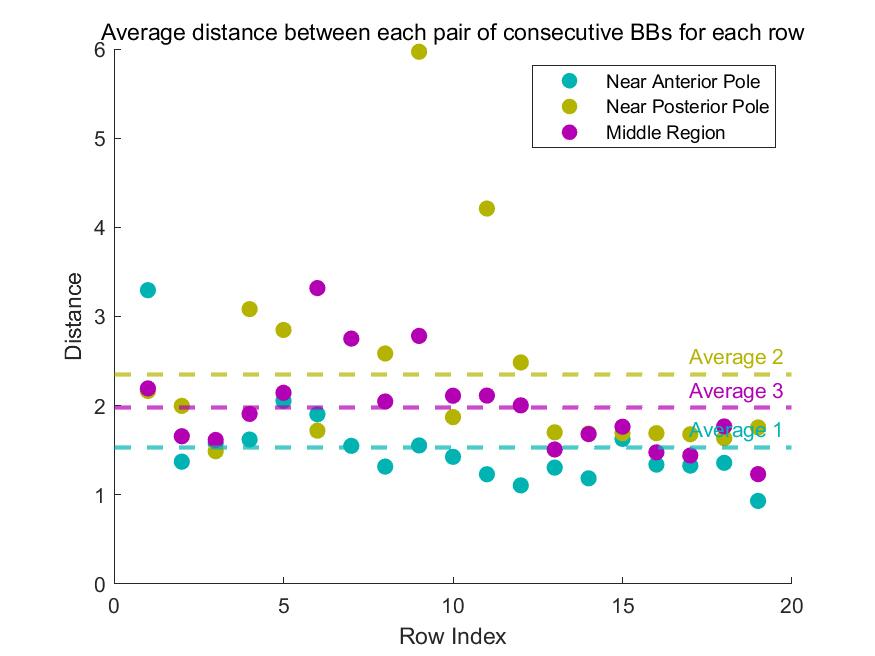 Average distance between each pair of consecutive BBs for each row
6
Near Anterior Pole
Near Posterior Pole
Middle Region
5
4
3
Distance
Average 2
Average 3
2
Average 1
1
0
0 5 10 15 20
Row Index